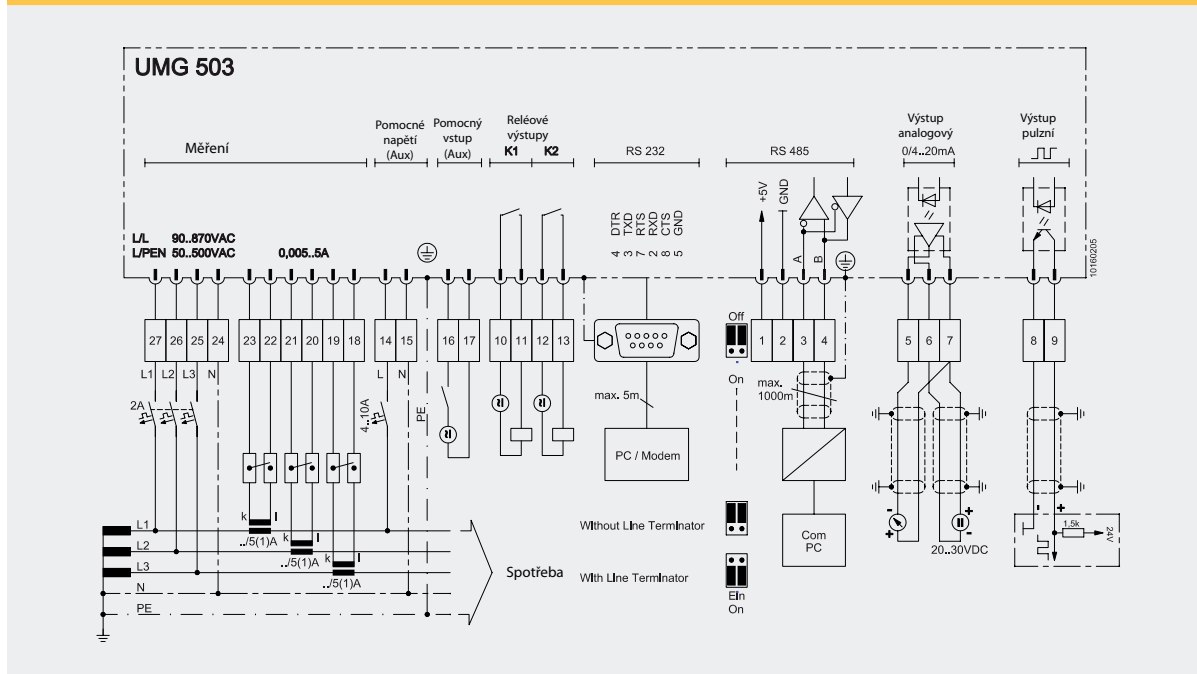 UMG 503
Měření
Pomocné
napětí
(Aux)
Pomocný
vstup
(Aux)
Reléové
výstupy
K1 K2
RS 232
RS 485
Výstup
analogový
0/4..20mA
Výstup
pulzní
L/L 90..870VAC
L/PEN 50..500VAC
0,005..5A
4 DTR
3 TXD
7 RTS
2 RXD
8 CTS
5 GND
+5V
GND
A
B
10160205
27 26 25 24 23 22 21 20 19 18 14 15 16 17 10 11 12 13
Off
1 2 3 4 5 6 7 8 9
L1 L2 L3 N
L N
On
2A
4..10A
PE
max. 5m
max.
1000m
PC / Modem
L1
L2
L3
N
PE
k l
../5(1)A
k l
../5(1)A
k l
../5(1)A
Spotřeba
Without Line Terminator
With Line Terminator
Ein
On
Com
PC
-
+
+
-
20..30VDC
- +
1,5k
24V